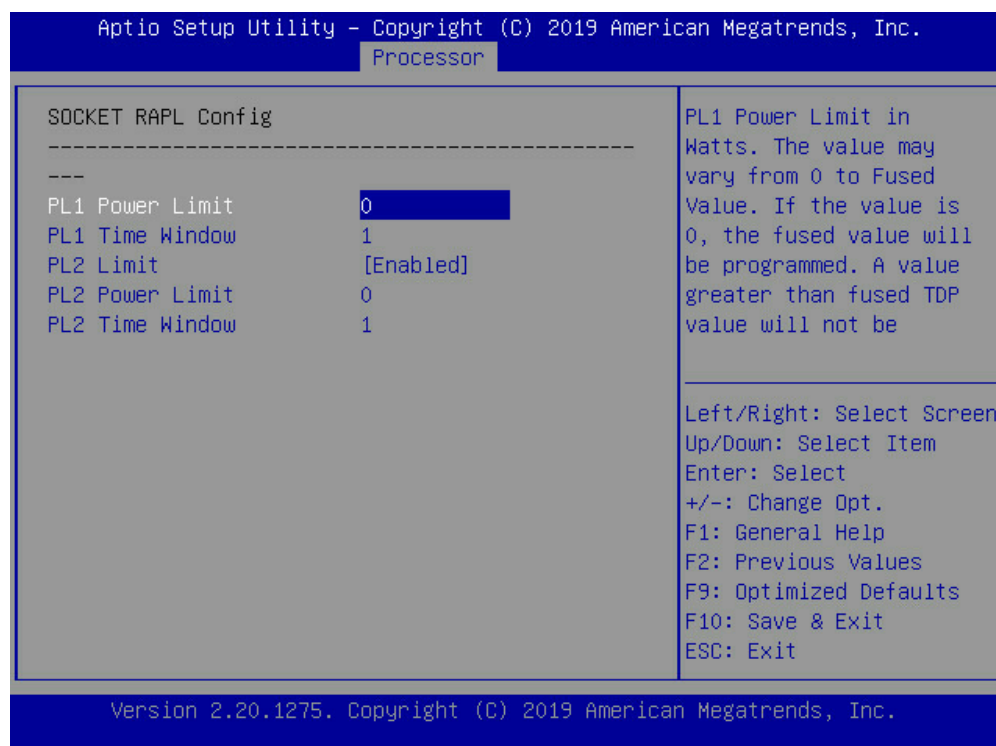 Aptio Setup Utility – Copyright (C) 2019 American Megatrends, Inc.
Processor
SOCKET RAPL Config
-----------------------------------------------
---
PL1 Power Limit 0
PL1 Time Window 1
PL2 Limit [Enabled]
PL2 Power Limit 0
PL2 Time Window 1
PL1 Power Limit in
Watts. The value may
vary from 0 to Fused
Value. If the value is
0, the fused value will
be programmed. A value
greater than fused TDP
value will not be
Left/Right: Select Screen
Up/Down: Select Item
Enter: Select
+/-: Change Opt.
F1: General Help
F2: Previous Values
F9: Optimized Defaults
F10: Save & Exit
ESC: Exit
Version 2.20.1275. Copyright (C) 2019 American Megatrends, Inc.